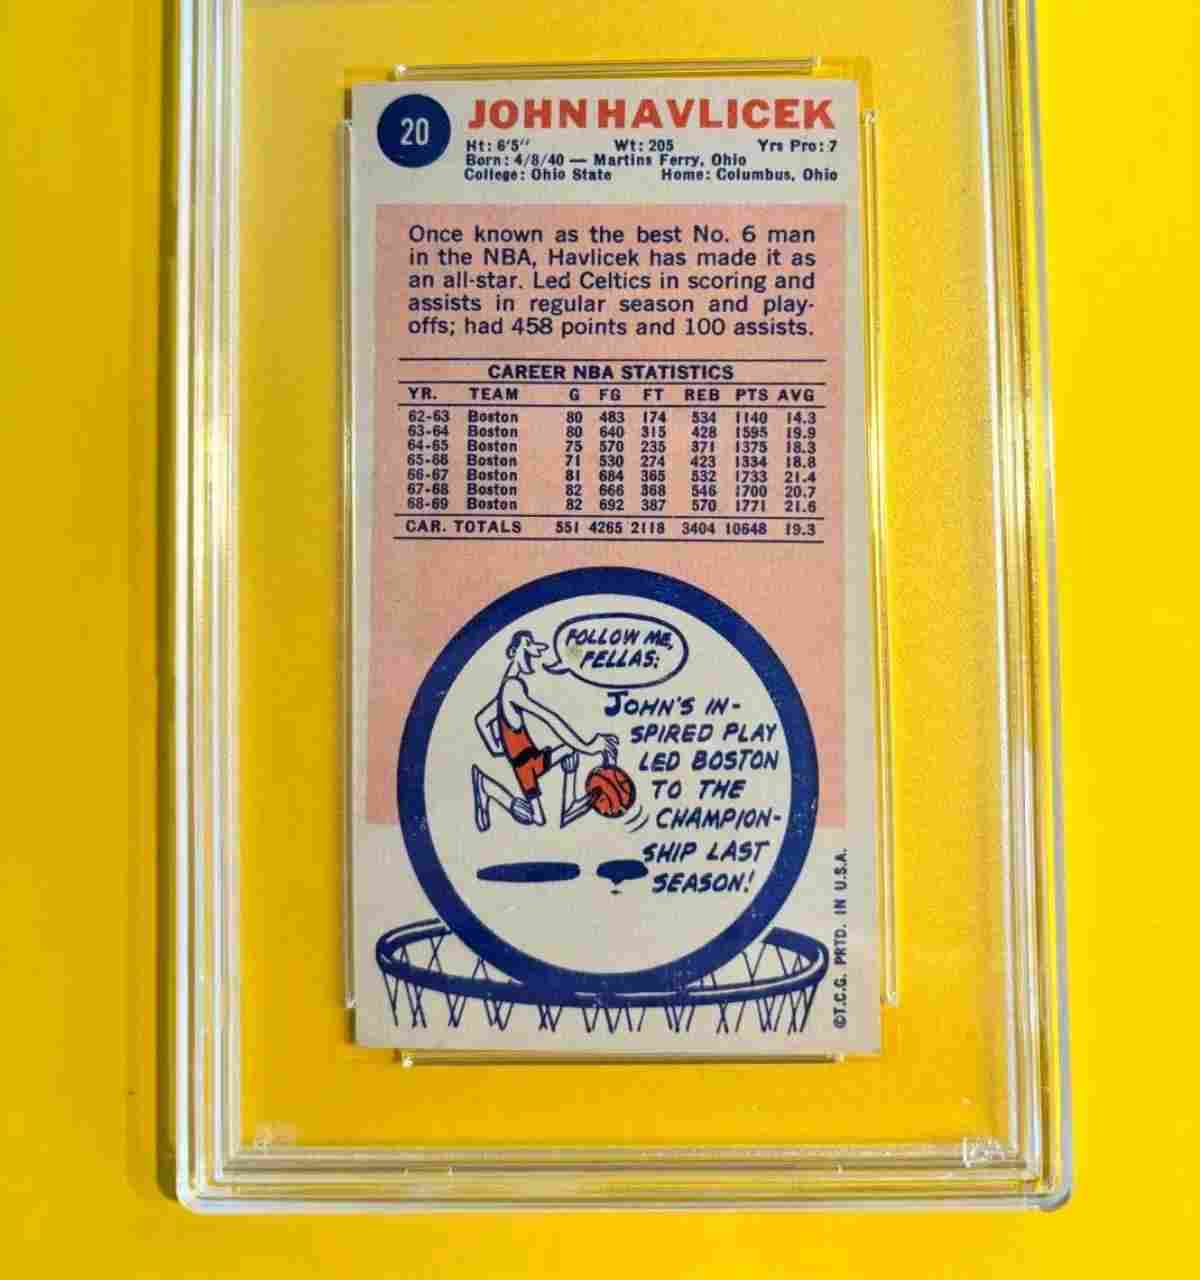 20
JOHN HAVLICEK
Ht: 6'5" Wt: 205 Yrs Pro: 7
Born: 4/8/40 — Martins Ferry, Ohio
College: Ohio State Home: Columbus, Ohio
Once known as the best No. 6 man
in the NBA, Havlicek has made it as
an all-star. Led Celtics in scoring and
assists in regular season and play-
offs; had 458 points and 100 assists.
CAREER NBA STATISTICS
YR. TEAM G FG FT REB PTS AVG
62-63 Boston 80 483 174 534 1140 14.3
63-64 Boston 80 640 315 428 1595 19.9
64-65 Boston 75 570 235 371 1375 18.3
65-66 Boston 71 530 274 423 1334 18.8
66-67 Boston 81 684 365 532 1733 21.4
67-68 Boston 82 666 368 546 1700 20.7
68-69 Boston 82 692 387 570 1771 21.6
CAR. TOTALS 551 4265 2118 3404 10648 19.3
FOLLOW ME,
FELLAS:
JOHN'S IN-
SPIRED PLAY
LED BOSTON
TO THE
CHAMPION-
SHIP LAST
SEASON!
©T.C.G. PRTD. IN U.S.A.